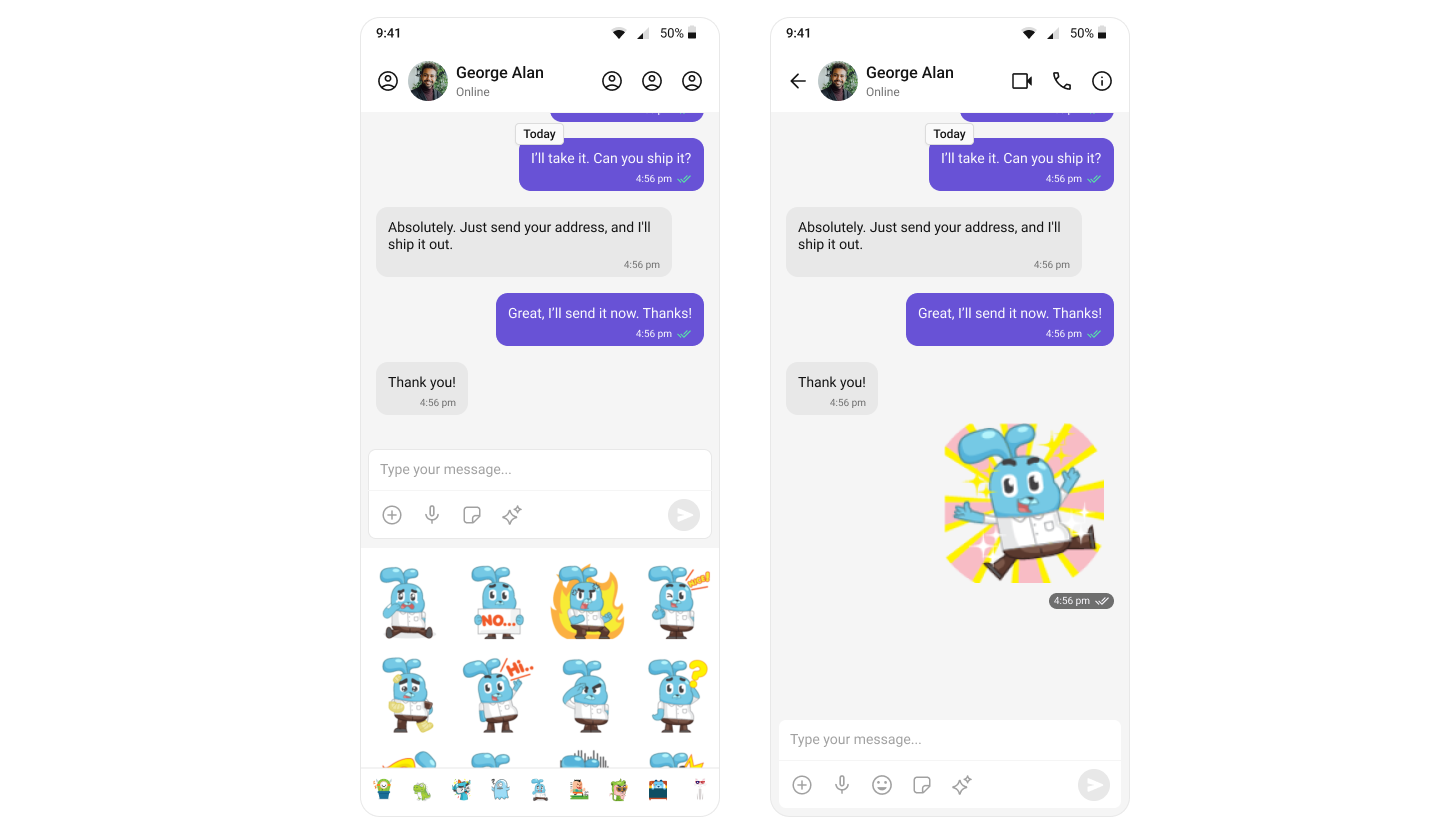 9:41
50%
George Alan
Online
Today
I'll take it. Can you ship it?
4:56 pm
Absolutely. Just send your address, and I'll
ship it out.
4:56 pm
Great, I'll send it now. Thanks!
4:56 pm
Thank you!
4:56 pm
Type your message...
NO...
NICE!
Hi..
?
9:41
50%
George Alan
Online
Today
I'll take it. Can you ship it?
4:56 pm
Absolutely. Just send your address, and I'll
ship it out.
4:56 pm
Great, I'll send it now. Thanks!
4:56 pm
Thank you!
4:56 pm
4:56 pm
Type your message...